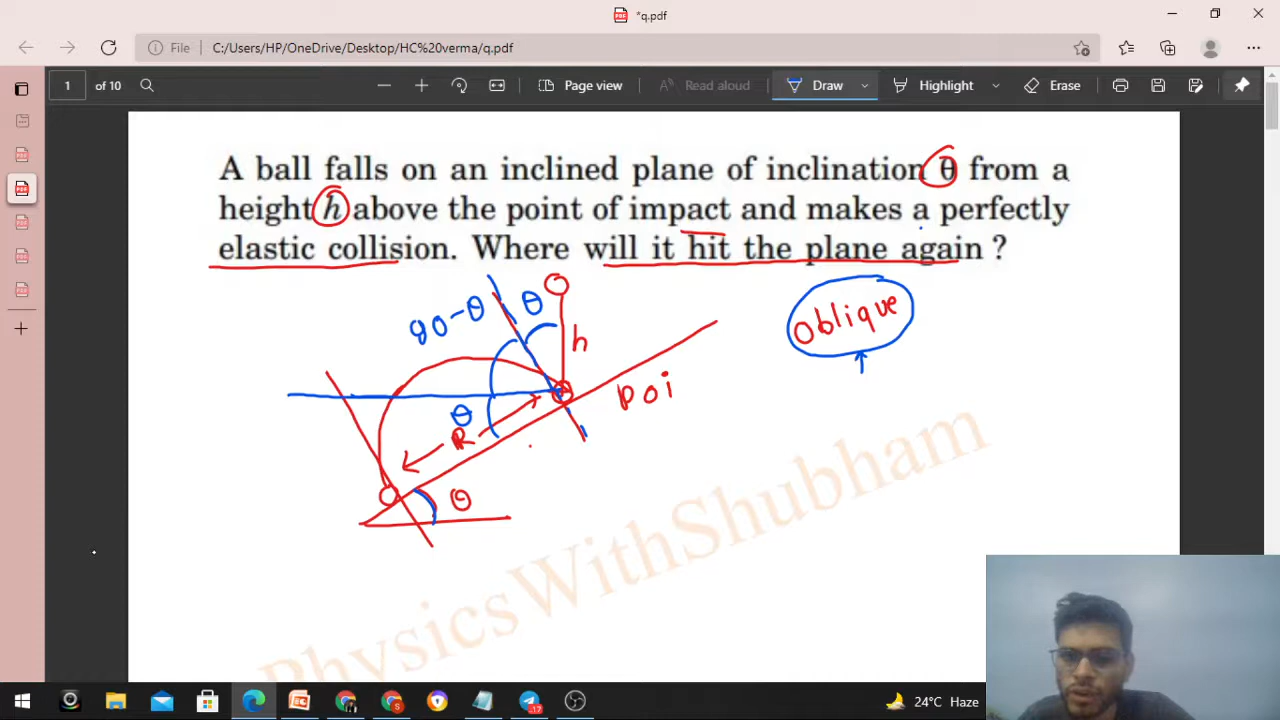 *q.pdf
File C:/Users/HP/OneDrive/Desktop/HC%20verma/q.pdf
1 of 10 Page view Read aloud Draw Highlight Erase
A ball falls on an inclined plane of inclination θ from a
height h above the point of impact and makes a perfectly
elastic collision. Where will it hit the plane again ?
90-θ θ
oblique
h
θ
R
poi
θ
PhysicsWithShubham
17
24°C Haze